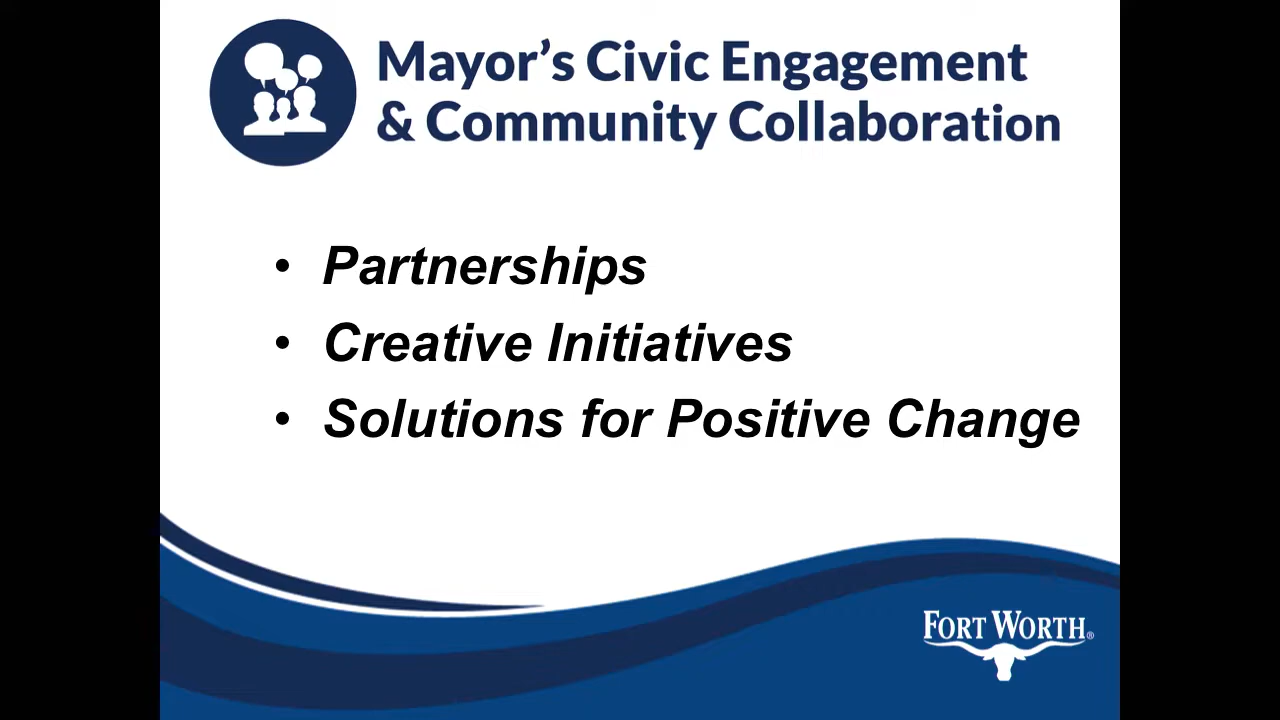 Mayor's Civic Engagement
& Community Collaboration
• Partnerships
• Creative Initiatives
• Solutions for Positive Change
FORT WORTH®